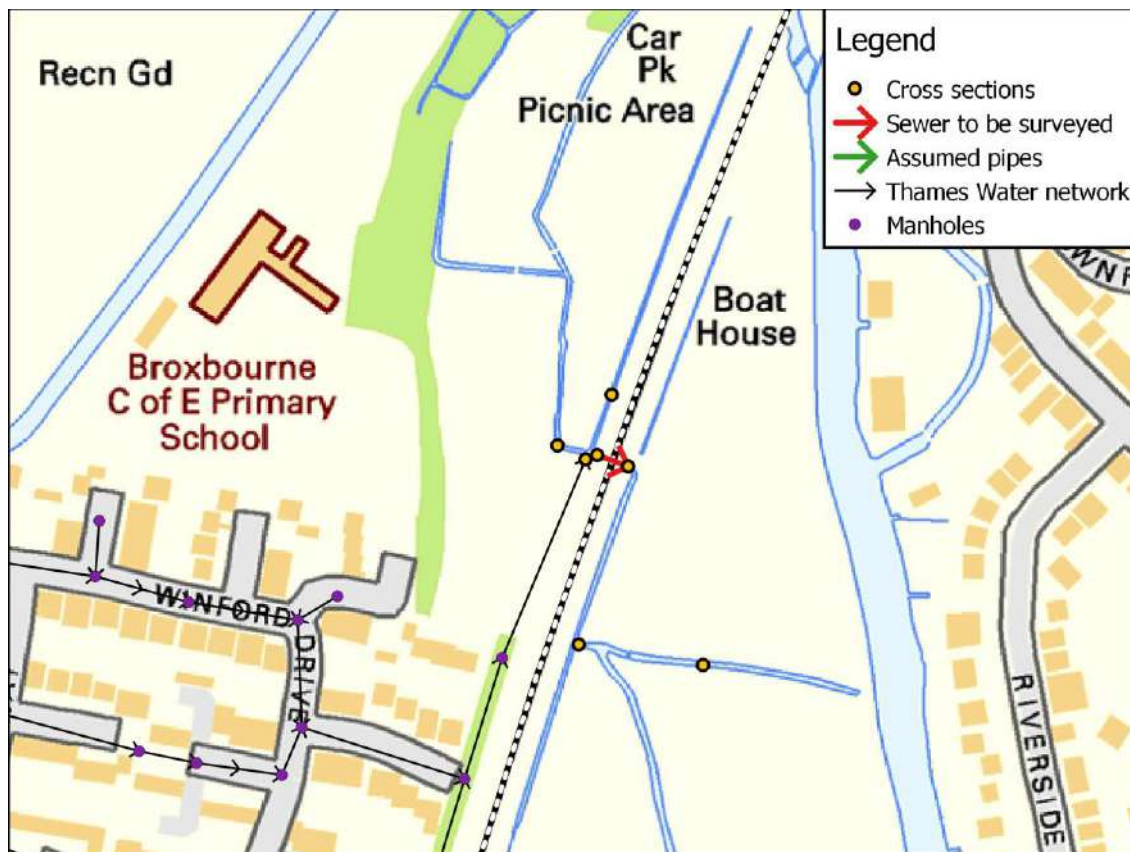 Recn Gd
Car
Pk
Picnic Area
Legend
Cross sections
Sewer to be surveyed
Assumed pipes
Thames Water network
Manholes
Boat
House
Broxbourne
C of E Primary
School
WINFORD
DRIVE
RIVERSIDE